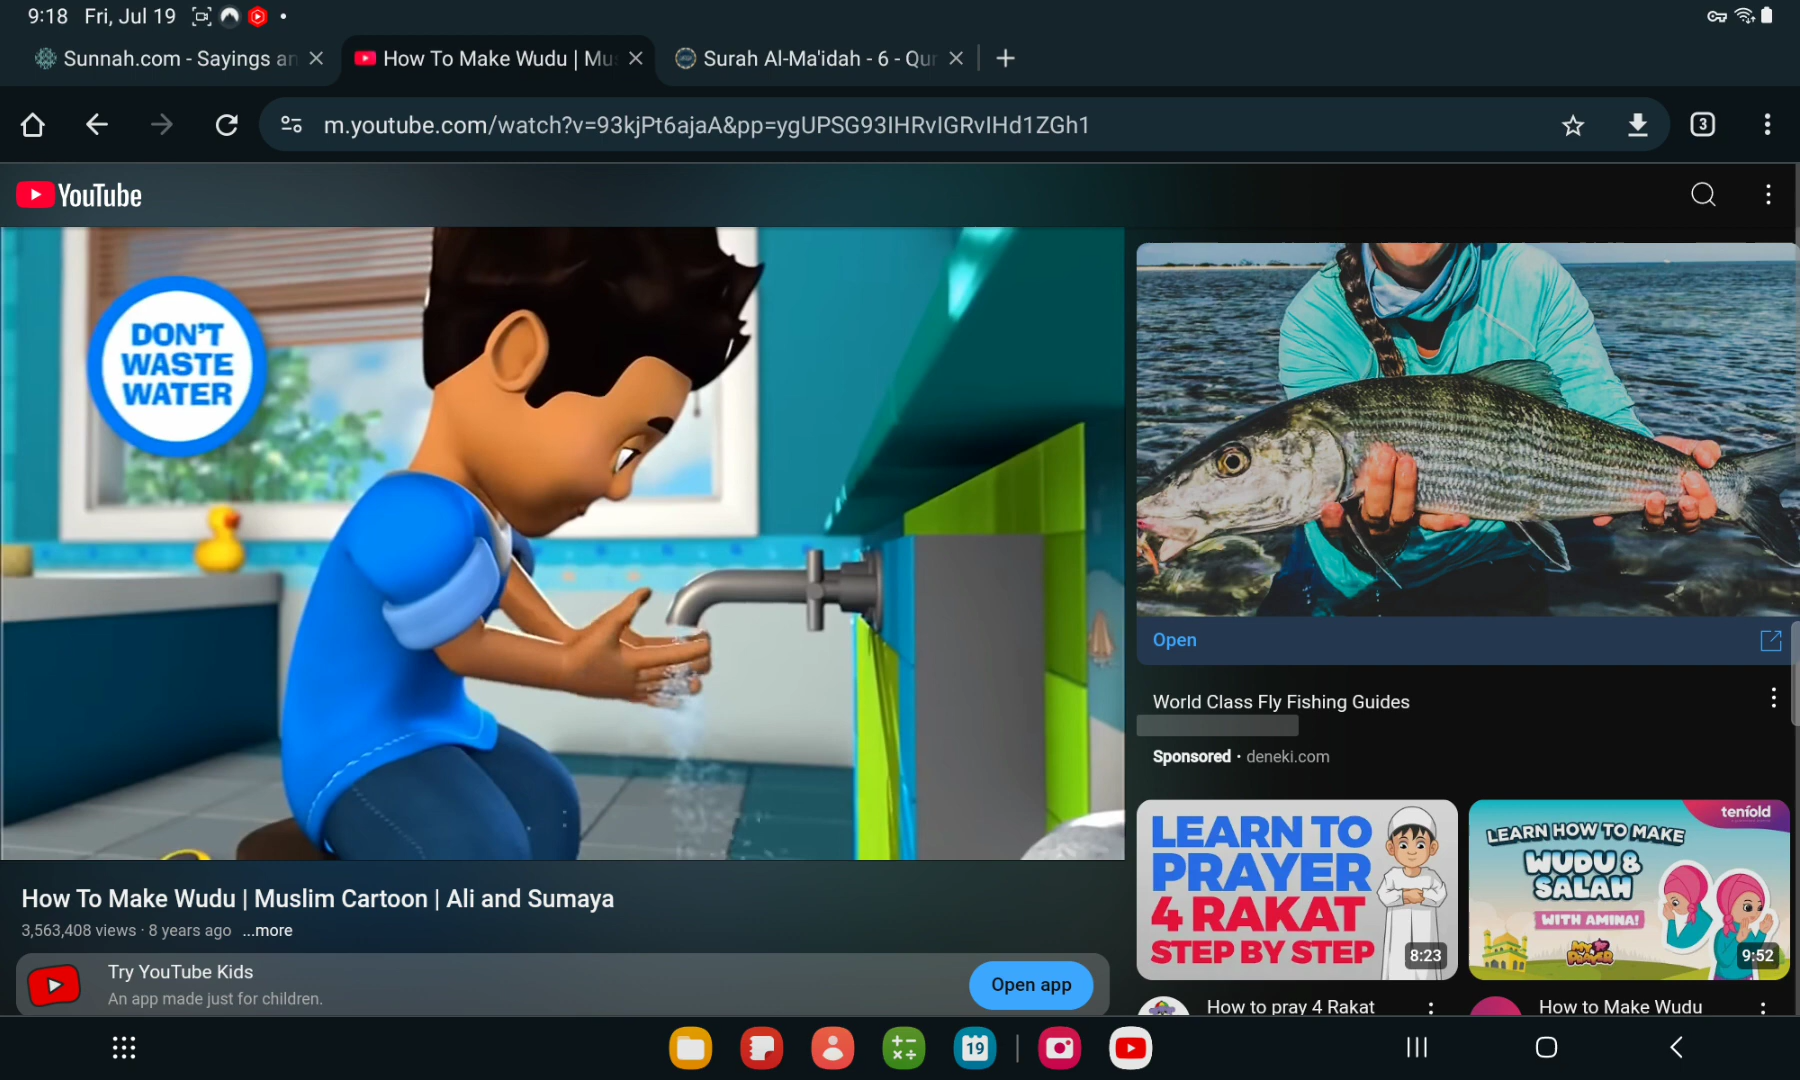 9:18 Fri, Jul 19
Sunnah.com - Sayings an
How To Make Wudu | Mus
Surah Al-Ma'idah - 6 - Qur
m.youtube.com/watch?v=93kjPt6ajaA&pp=ygUPSG93IHRvIGRvIHd1ZGh1
3
YouTube
DON'T
WASTE
WATER
Open
World Class Fly Fishing Guides
Sponsored · deneki.com
How To Make Wudu | Muslim Cartoon | Ali and Sumaya
3,563,408 views · 8 years ago ...more
Try YouTube Kids
An app made just for children.
Open app
LEARN TO
PRAYER
4 RAKAT
STEP BY STEP
8:23
tenfold
LEARN HOW TO MAKE
WUDU &
SALAH
WITH AMINA!
MY PRAYER
9:52
How to pray 4 Rakat
How to Make Wudu
19